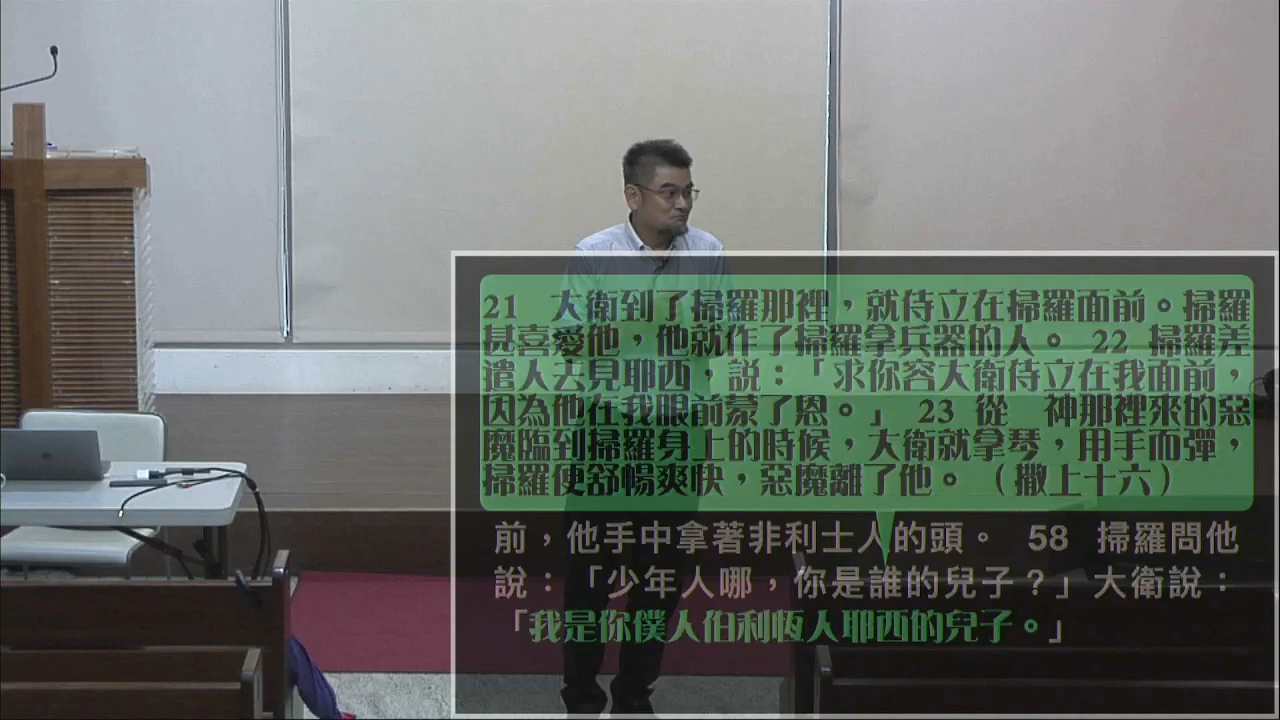 21 大衛到了掃羅那裡，就侍立在掃羅面前。掃羅
甚喜愛他，他就作了掃羅拿兵器的人。 22 掃羅差
遣人去見耶西，説：「求你容大衛侍立在我面前，
因為他在我眼前蒙了恩。」 23 從　神那裡來的惡
魔臨到掃羅身上的時候，大衛就拿琴，用手而彈，
掃羅便舒暢爽快，惡魔離了他。（撒上十六）
前，他手中拿著非利士人的頭。 58 掃羅問他
説：「少年人哪，你是誰的兒子？」大衛説：
「我是你僕人伯利恆人耶西的兒子。」